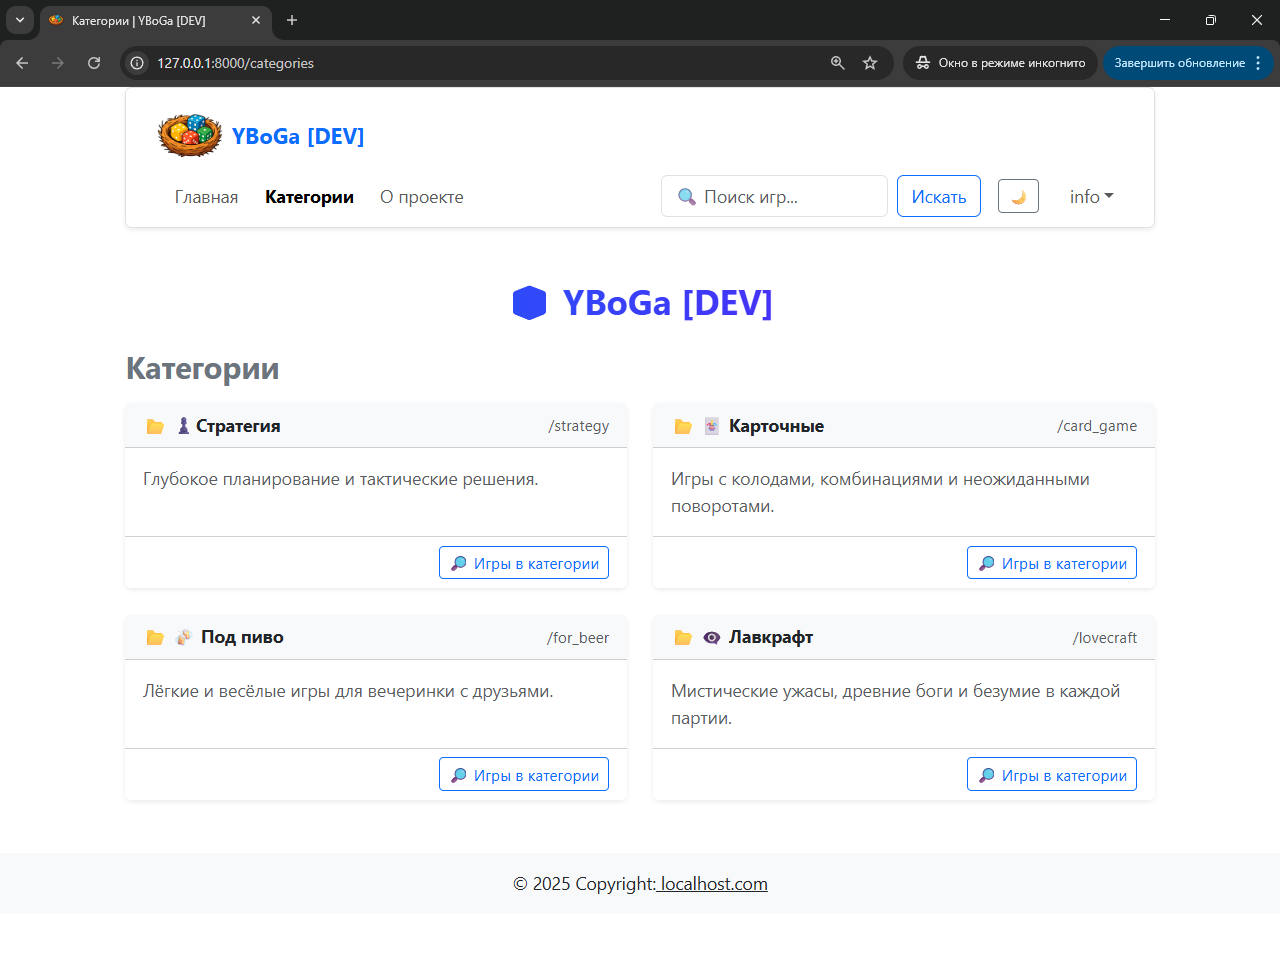 Категории | YBoGa [DEV]
127.0.0.1:8000/categories
Окно в режиме инкогнито
Завершить обновление
YBoGa [DEV]
Главная Категории О проекте
Поиск игр...
Искать
info
YBoGa [DEV]
Категории
Стратегия /strategy
Глубокое планирование и тактические решения.
Игры в категории
Карточные /card_game
Игры с колодами, комбинациями и неожиданными
поворотами.
Игры в категории
Под пиво /for_beer
Лёгкие и весёлые игры для вечеринки с друзьями.
Игры в категории
Лавкрафт /lovecraft
Мистические ужасы, древние боги и безумие в каждой
партии.
Игры в категории
© 2025 Copyright: localhost.com